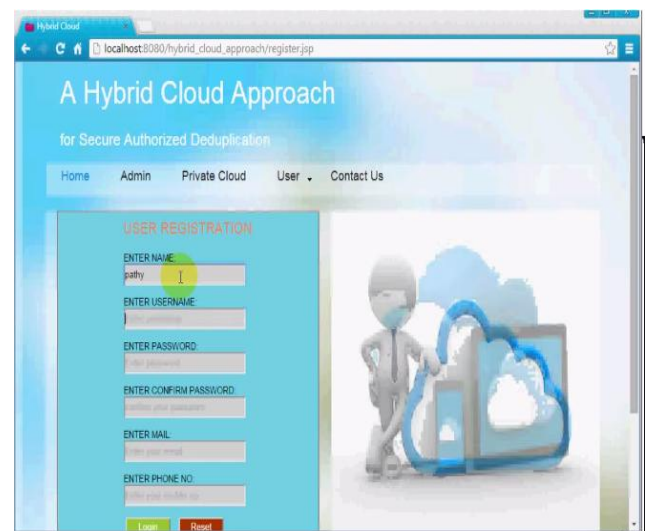 Hybrid Cloud
localhost:8080/hybrid_cloud_approach/register.jsp
A Hybrid Cloud Approach
for Secure Authorized Deduplication
Home Admin Private Cloud User Contact Us
USER REGISTRATION
ENTER NAME:
pathy
ENTER USERNAME:
ENTER PASSWORD:
ENTER CONFIRM PASSWORD:
ENTER MAIL:
ENTER PHONE NO:
Login Reset